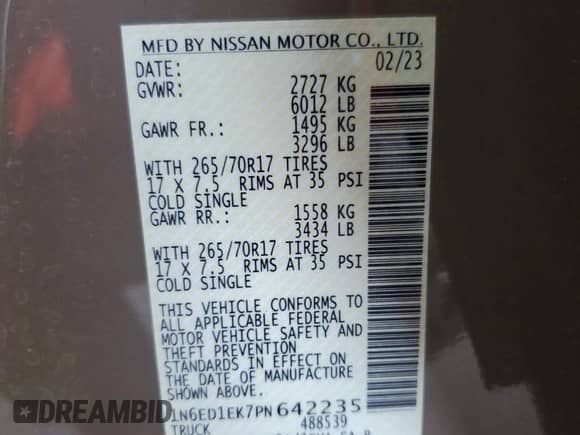 MFD BY NISSAN MOTOR CO., LTD.
DATE: 02/23
GVWR: 2727 KG
6012 LB
GAWR FR.: 1495 KG
3296 LB
WITH 265/70R17 TIRES
17 X 7.5 RIMS AT 35 PSI
COLD SINGLE
GAWR RR.: 1558 KG
3434 LB
WITH 265/70R17 TIRES
17 X 7.5 RIMS AT 35 PSI
COLD SINGLE
THIS VEHICLE CONFORMS TO
ALL APPLICABLE FEDERAL
MOTOR VEHICLE SAFETY AND
THEFT PREVENTION
STANDARDS IN EFFECT ON
THE DATE OF MANUFACTURE
SHOWN ABOVE.
1N6ED1EK7PN642235
TRUCK 488539
DREAMBID.com